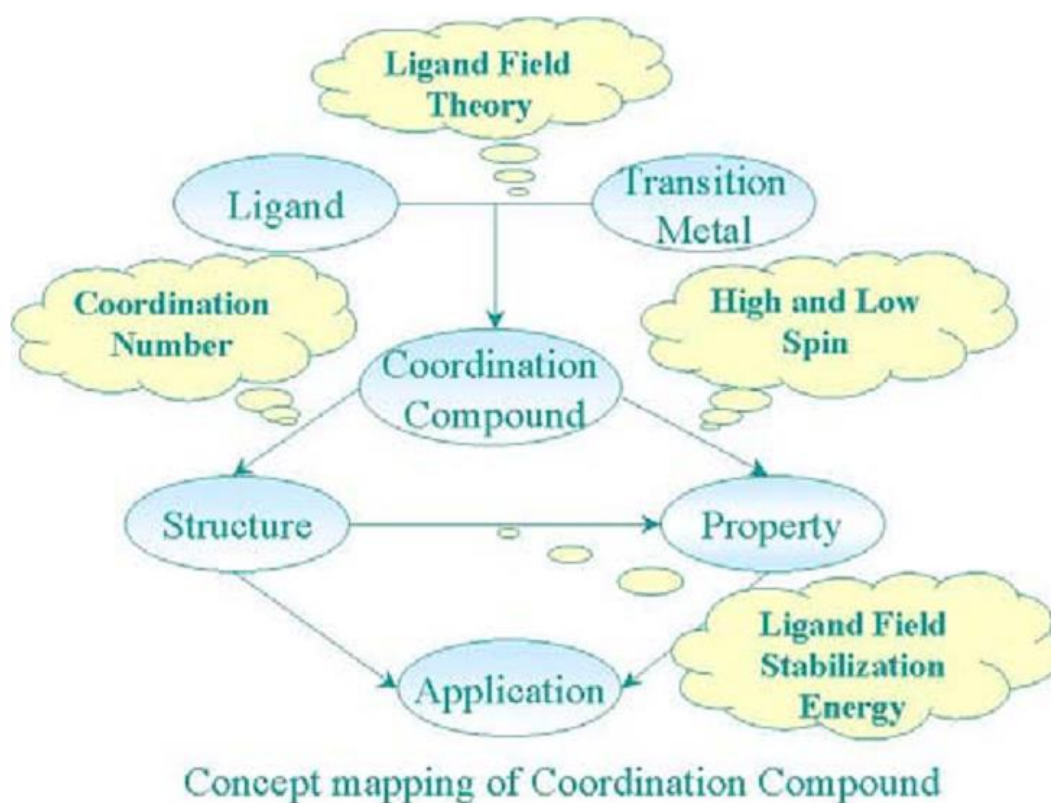 Ligand Field
Theory
Ligand
Transition
Metal
Coordination
Number
High and Low
Spin
Coordination
Compound
Structure
Property
Ligand Field
Stabilization
Energy
Application
Concept mapping of Coordination Compound